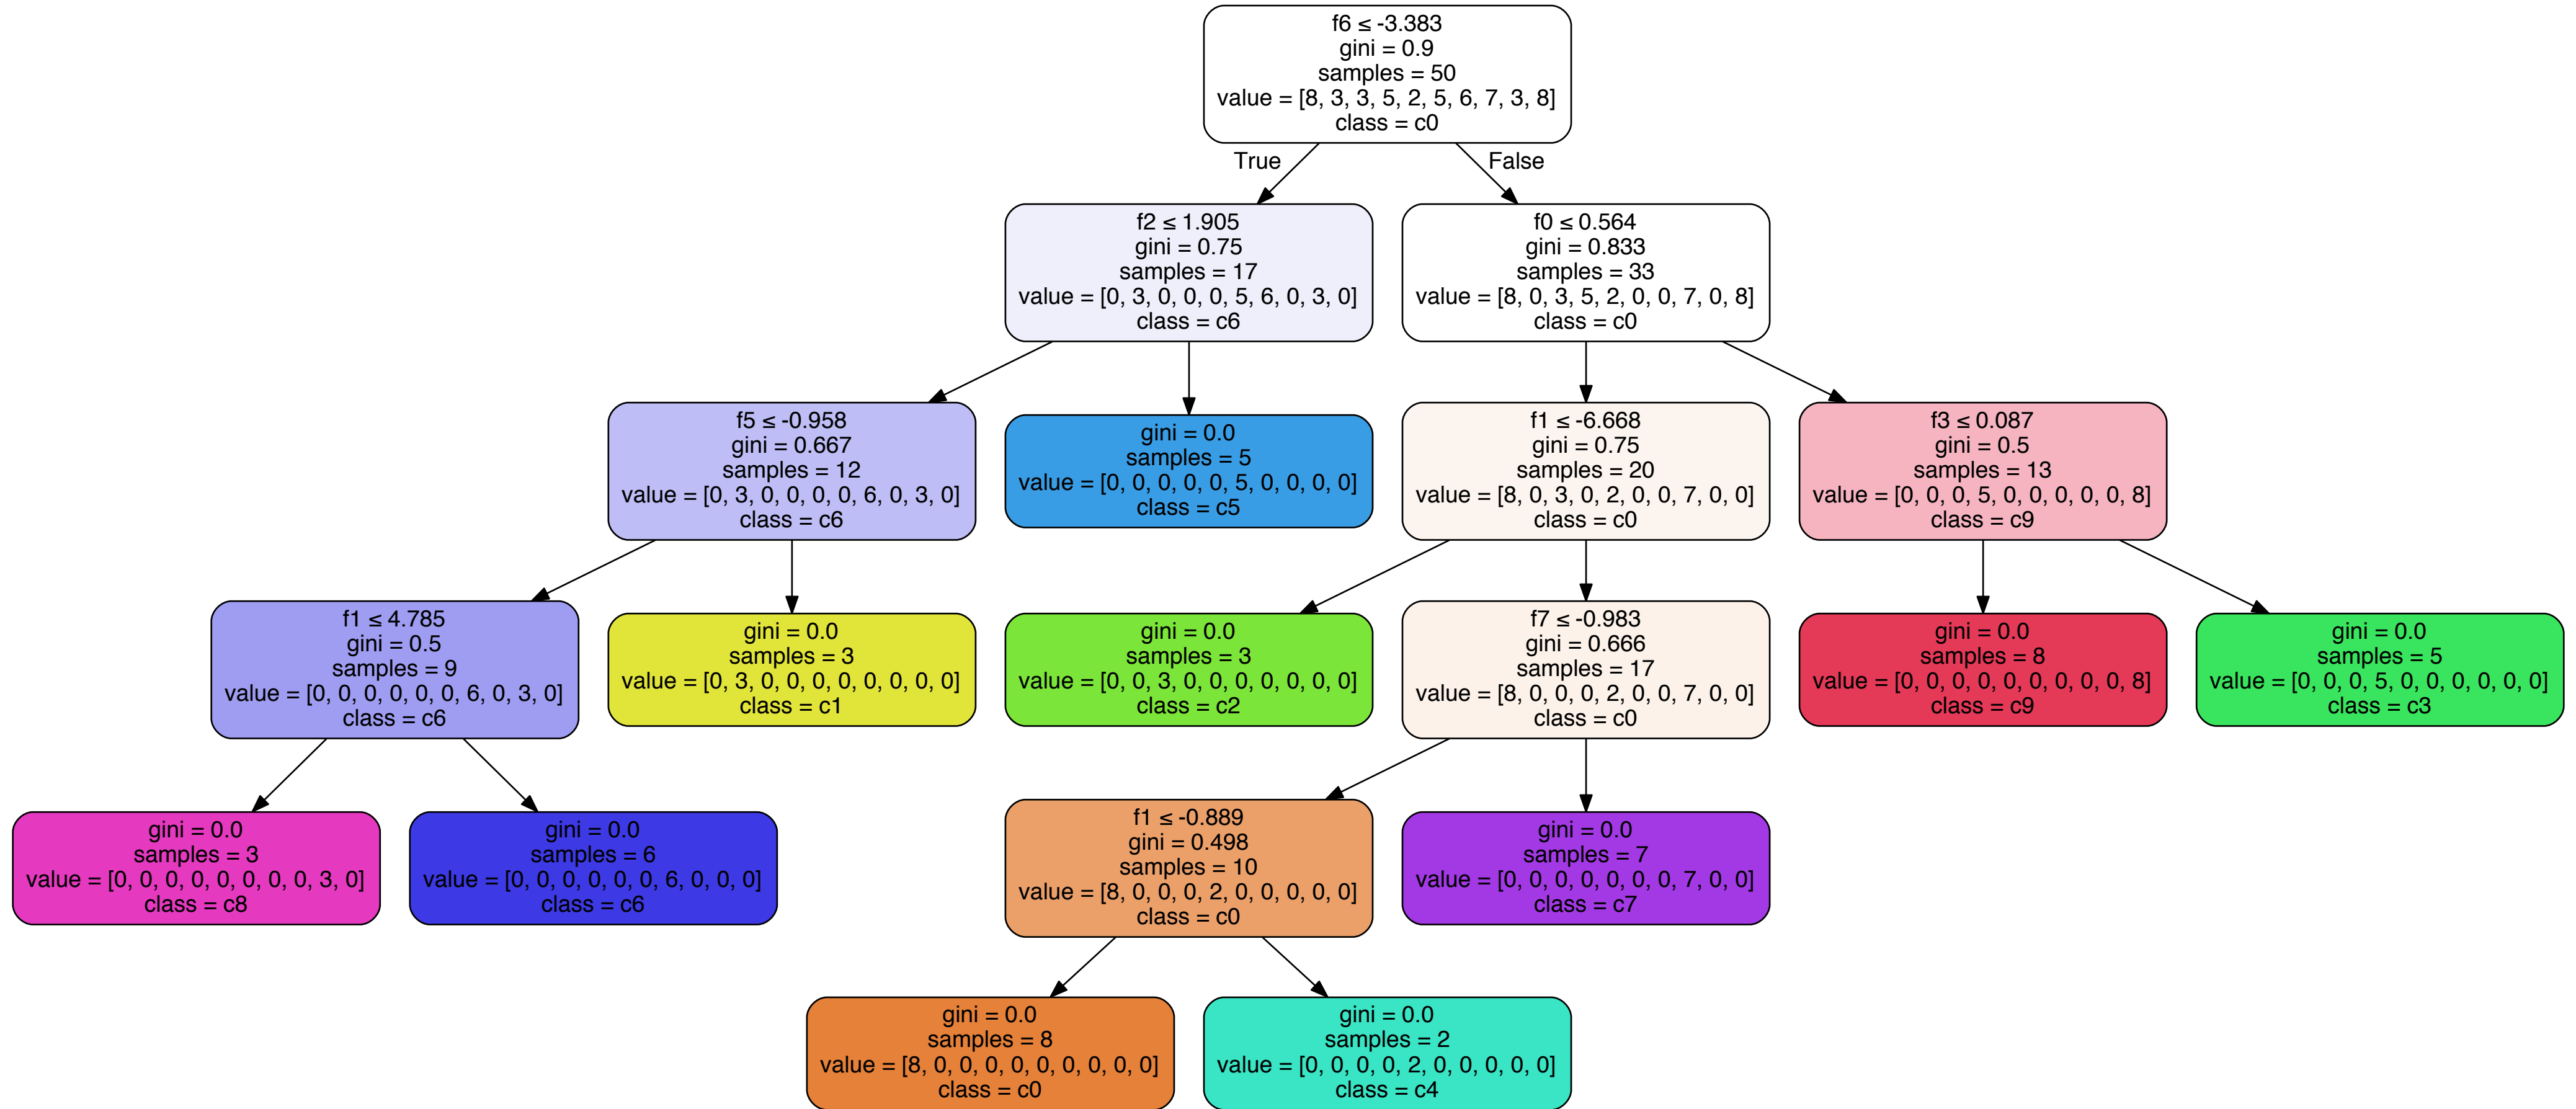 f6 ≤ -3.383
gini = 0.9
samples = 50
value = [8, 3, 3, 5, 2, 5, 6, 7, 3, 8]
class = c0
True
False
f2 ≤ 1.905
gini = 0.75
samples = 17
value = [0, 3, 0, 0, 0, 5, 6, 0, 3, 0]
class = c6
f0 ≤ 0.564
gini = 0.833
samples = 33
value = [8, 0, 3, 5, 2, 0, 0, 7, 0, 8]
class = c0
f5 ≤ -0.958
gini = 0.667
samples = 12
value = [0, 3, 0, 0, 0, 0, 6, 0, 3, 0]
class = c6
gini = 0.0
samples = 5
value = [0, 0, 0, 0, 0, 5, 0, 0, 0, 0]
class = c5
f1 ≤ -6.668
gini = 0.75
samples = 20
value = [8, 0, 3, 0, 2, 0, 0, 7, 0, 0]
class = c0
f3 ≤ 0.087
gini = 0.5
samples = 13
value = [0, 0, 0, 5, 0, 0, 0, 0, 0, 8]
class = c9
f1 ≤ 4.785
gini = 0.5
samples = 9
value = [0, 0, 0, 0, 0, 0, 6, 0, 3, 0]
class = c6
gini = 0.0
samples = 3
value = [0, 3, 0, 0, 0, 0, 0, 0, 0, 0]
class = c1
gini = 0.0
samples = 3
value = [0, 0, 3, 0, 0, 0, 0, 0, 0, 0]
class = c2
f7 ≤ -0.983
gini = 0.666
samples = 17
value = [8, 0, 0, 0, 2, 0, 0, 7, 0, 0]
class = c0
gini = 0.0
samples = 8
value = [0, 0, 0, 0, 0, 0, 0, 0, 0, 8]
class = c9
gini = 0.0
samples = 5
value = [0, 0, 0, 5, 0, 0, 0, 0, 0, 0]
class = c3
gini = 0.0
samples = 3
value = [0, 0, 0, 0, 0, 0, 0, 0, 3, 0]
class = c8
gini = 0.0
samples = 6
value = [0, 0, 0, 0, 0, 0, 6, 0, 0, 0]
class = c6
f1 ≤ -0.889
gini = 0.498
samples = 10
value = [8, 0, 0, 0, 2, 0, 0, 0, 0, 0]
class = c0
gini = 0.0
samples = 7
value = [0, 0, 0, 0, 0, 0, 0, 7, 0, 0]
class = c7
gini = 0.0
samples = 8
value = [8, 0, 0, 0, 0, 0, 0, 0, 0, 0]
class = c0
gini = 0.0
samples = 2
value = [0, 0, 0, 0, 2, 0, 0, 0, 0, 0]
class = c4